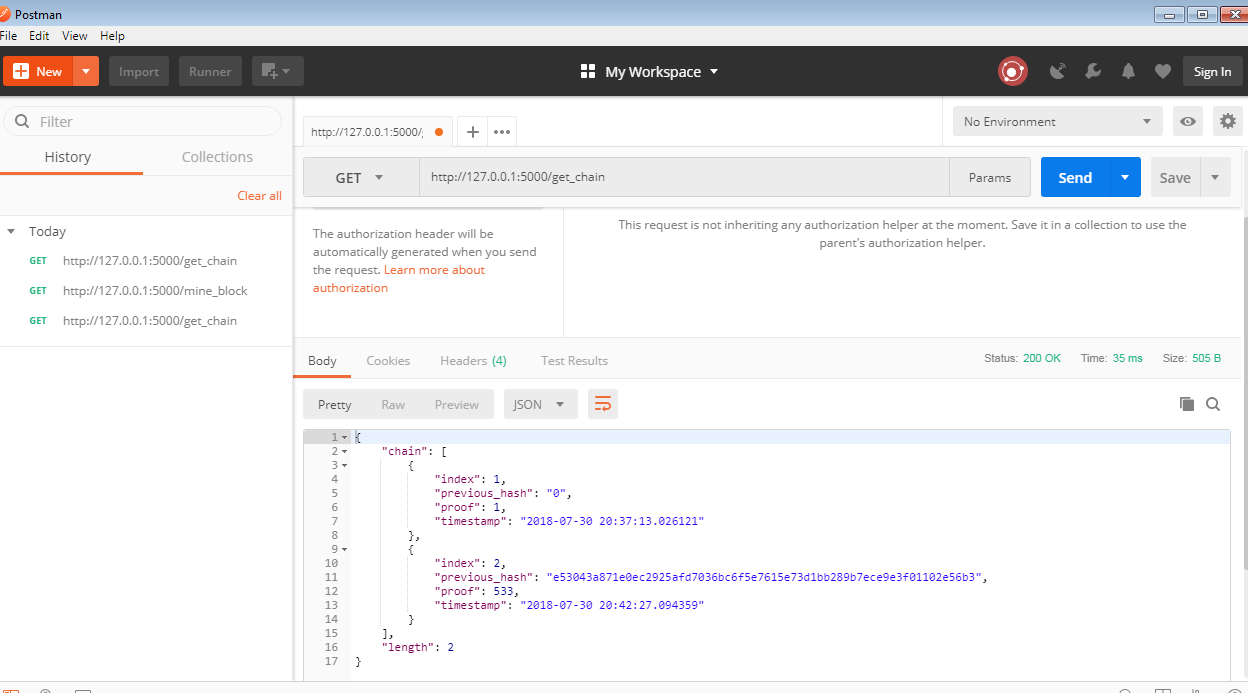 Postman
File Edit View Help
New Import Runner My Workspace Sign In
Filter
History Collections
Clear all
Today
GET http://127.0.0.1:5000/get_chain
GET http://127.0.0.1:5000/mine_block
GET http://127.0.0.1:5000/get_chain
http://127.0.0.1:5000/g
No Environment
GET http://127.0.0.1:5000/get_chain Params Send Save
The authorization header will be
automatically generated when you send
the request. Learn more about
authorization
This request is not inheriting any authorization helper at the moment. Save it in a collection to use the
parent's authorization helper.
Body Cookies Headers (4) Test Results Status: 200 OK Time: 35 ms Size: 505 B
Pretty Raw Preview JSON
1 {
2 "chain": [
3 {
4 "index": 1,
5 "previous_hash": "0",
6 "proof": 1,
7 "timestamp": "2018-07-30 20:37:13.026121"
8 },
9 {
10 "index": 2,
11 "previous_hash": "e53043a871e0ec2925afd7036bc6f5e7615e73d1bb289b7ece9e3f01102e56b3",
12 "proof": 533,
13 "timestamp": "2018-07-30 20:42:27.094359"
14 }
15 ],
16 "length": 2
17 }